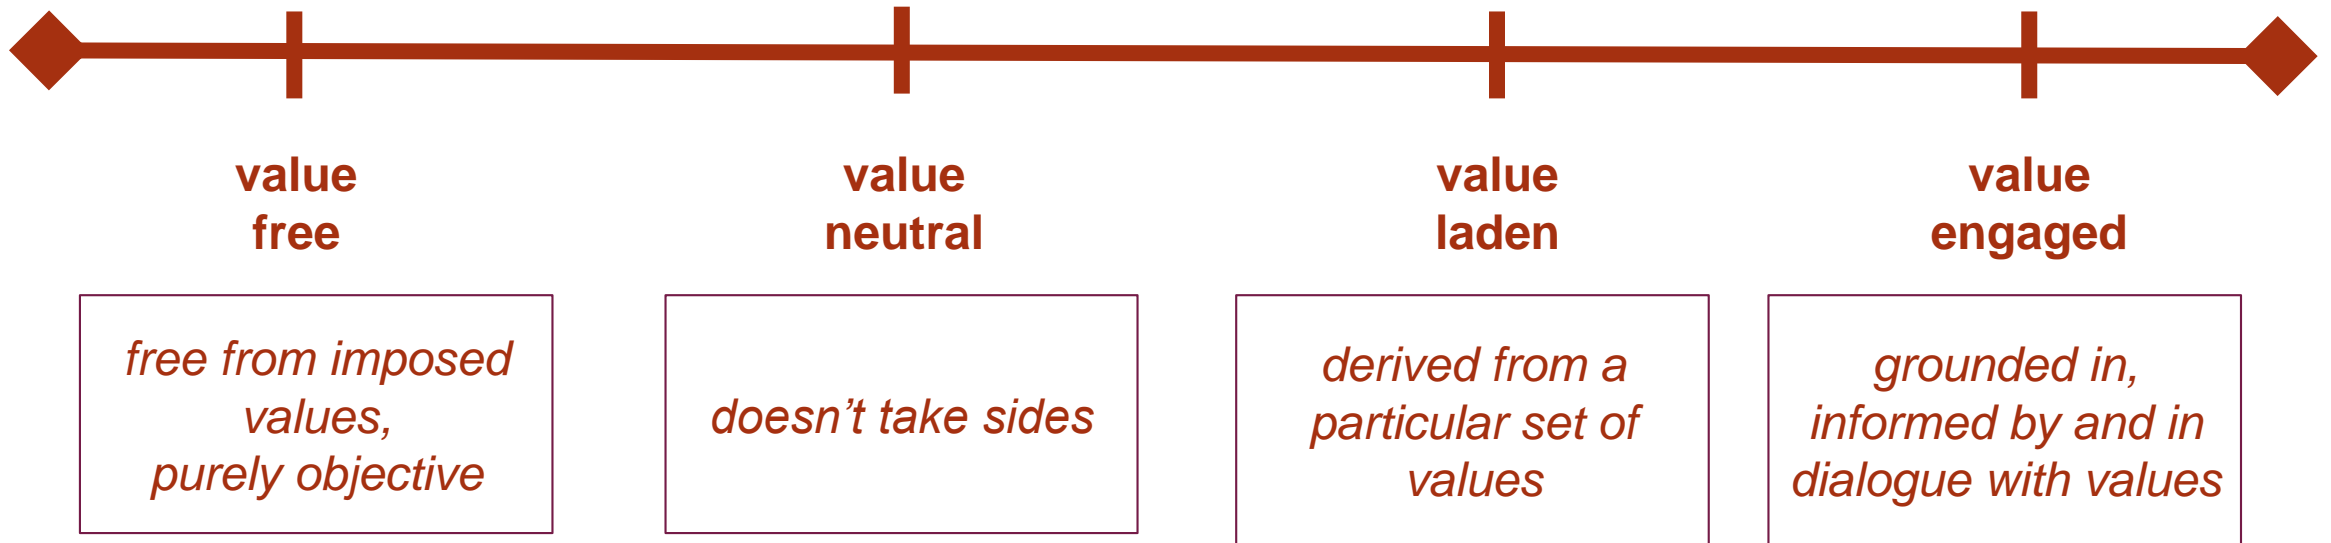 value
free
value
neutral
value
laden
value
engaged
free from imposed
values,
purely objective
doesn’t take sides
derived from a
particular set of
values
grounded in,
informed by and in
dialogue with values